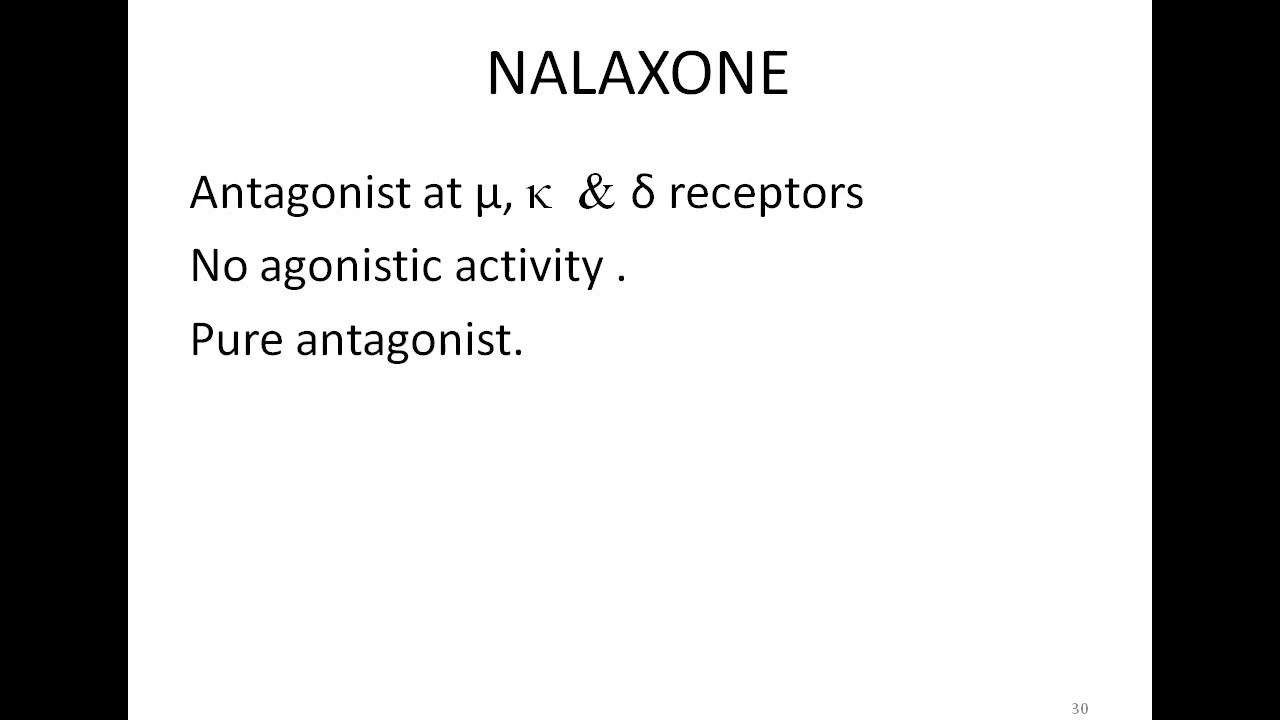 NALAXONE
Antagonist at μ, κ & δ receptors
No agonistic activity .
Pure antagonist.
30